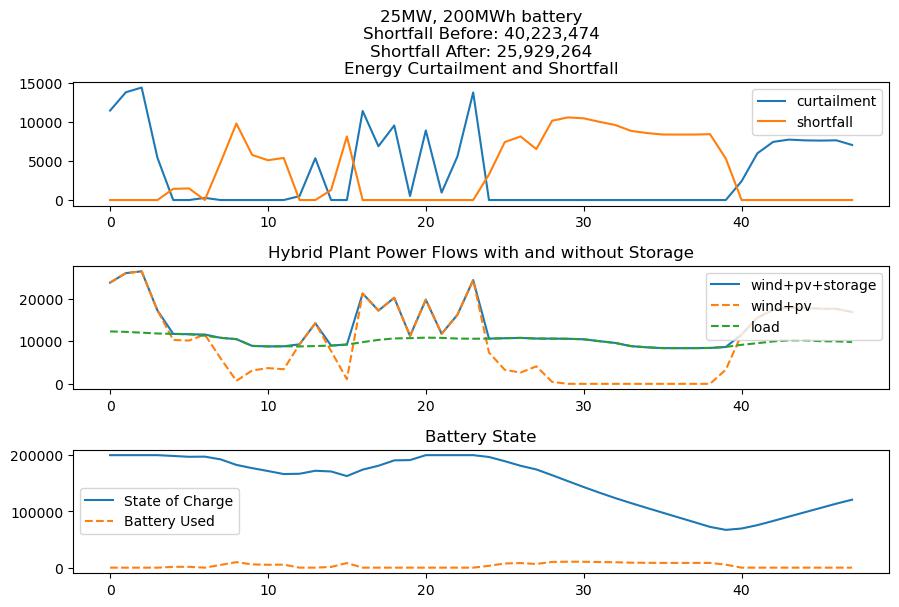 25MW, 200MWh battery
Shortfall Before: 40,223,474
Shortfall After: 25,929,264
Energy Curtailment and Shortfall
15000
10000
5000
0
curtailment
shortfall
0 10 20 30 40
Hybrid Plant Power Flows with and without Storage
20000
10000
0
wind+pv+storage
wind+pv
load
0 10 20 30 40
Battery State
200000
100000
0
State of Charge
Battery Used
0 10 20 30 40